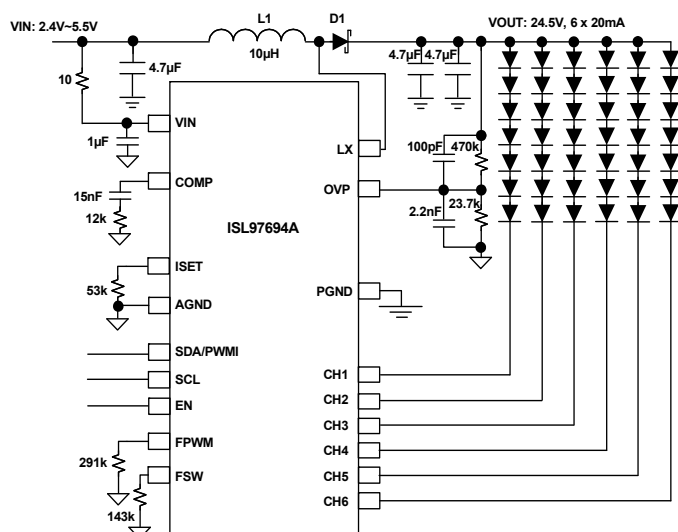 VIN: 2.4V~5.5V
L1
D1
VOUT: 24.5V, 6 x 20mA
10µH
10
4.7µF
4.7µF
4.7µF
1µF
VIN
LX
100pF
470k
COMP
OVP
15nF
12k
23.7k
2.2nF
ISL97694A
ISET
53k
PGND
AGND
SDA/PWMI
SCL
EN
CH1
CH2
CH3
FPWM
CH4
291k
FSW
CH5
143k
CH6